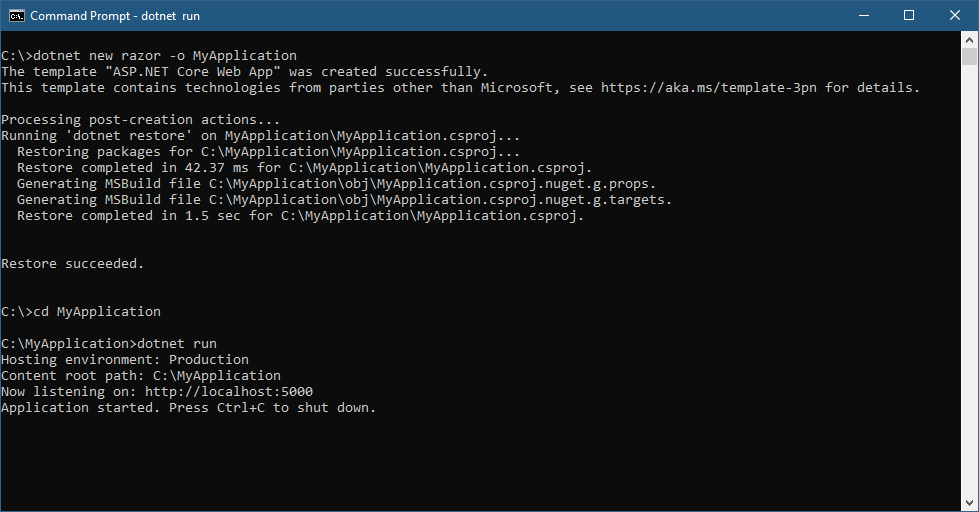 Command Prompt - dotnet run
C:\>dotnet new razor -o MyApplication
The template "ASP.NET Core Web App" was created successfully.
This template contains technologies from parties other than Microsoft, see https://aka.ms/template-3pn for details.
Processing post-creation actions...
Running 'dotnet restore' on MyApplication\MyApplication.csproj...
Restoring packages for C:\MyApplication\MyApplication.csproj...
Restore completed in 42.37 ms for C:\MyApplication\MyApplication.csproj.
Generating MSBuild file C:\MyApplication\obj\MyApplication.csproj.nuget.g.props.
Generating MSBuild file C:\MyApplication\obj\MyApplication.csproj.nuget.g.targets.
Restore completed in 1.5 sec for C:\MyApplication\MyApplication.csproj.
Restore succeeded.
C:\>cd MyApplication
C:\MyApplication>dotnet run
Hosting environment: Production
Content root path: C:\MyApplication
Now listening on: http://localhost:5000
Application started. Press Ctrl+C to shut down.